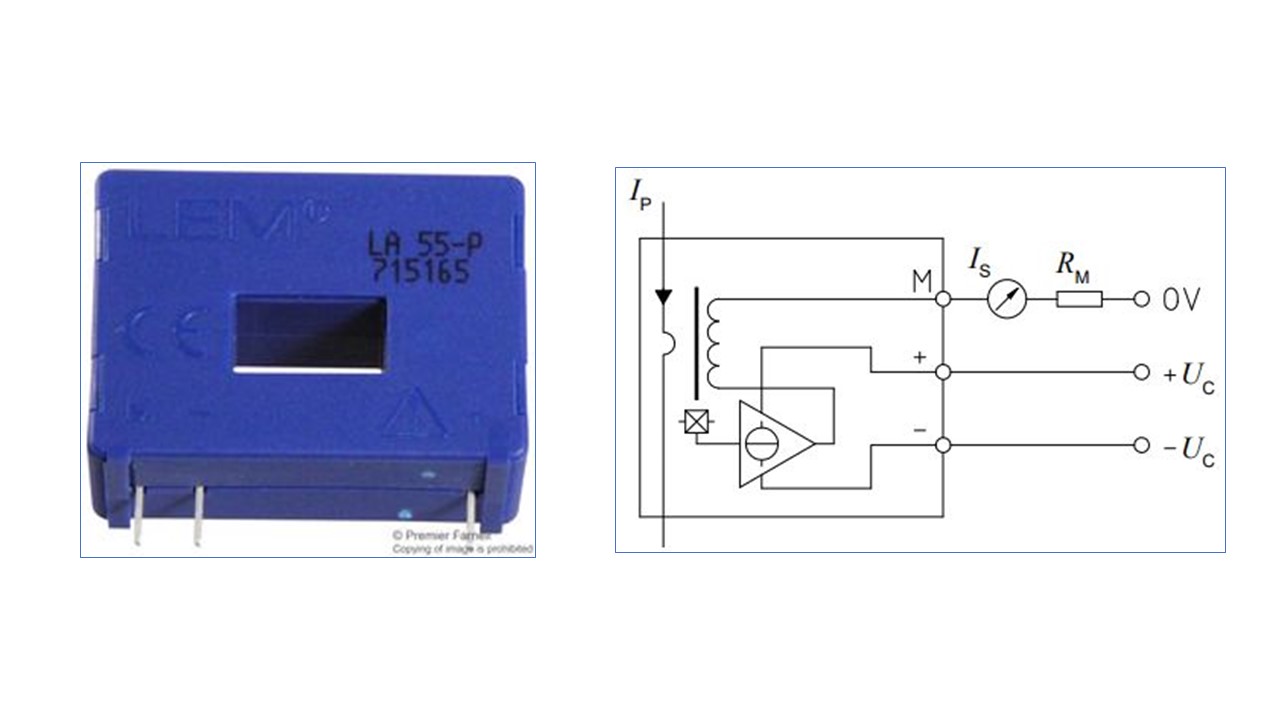 LEM®
LA 55-P
715165
CE
© Premier Farnell
Copying of image is prohibited
I_P
M
I_S
R_M
0V
+
+U_C
−
−U_C